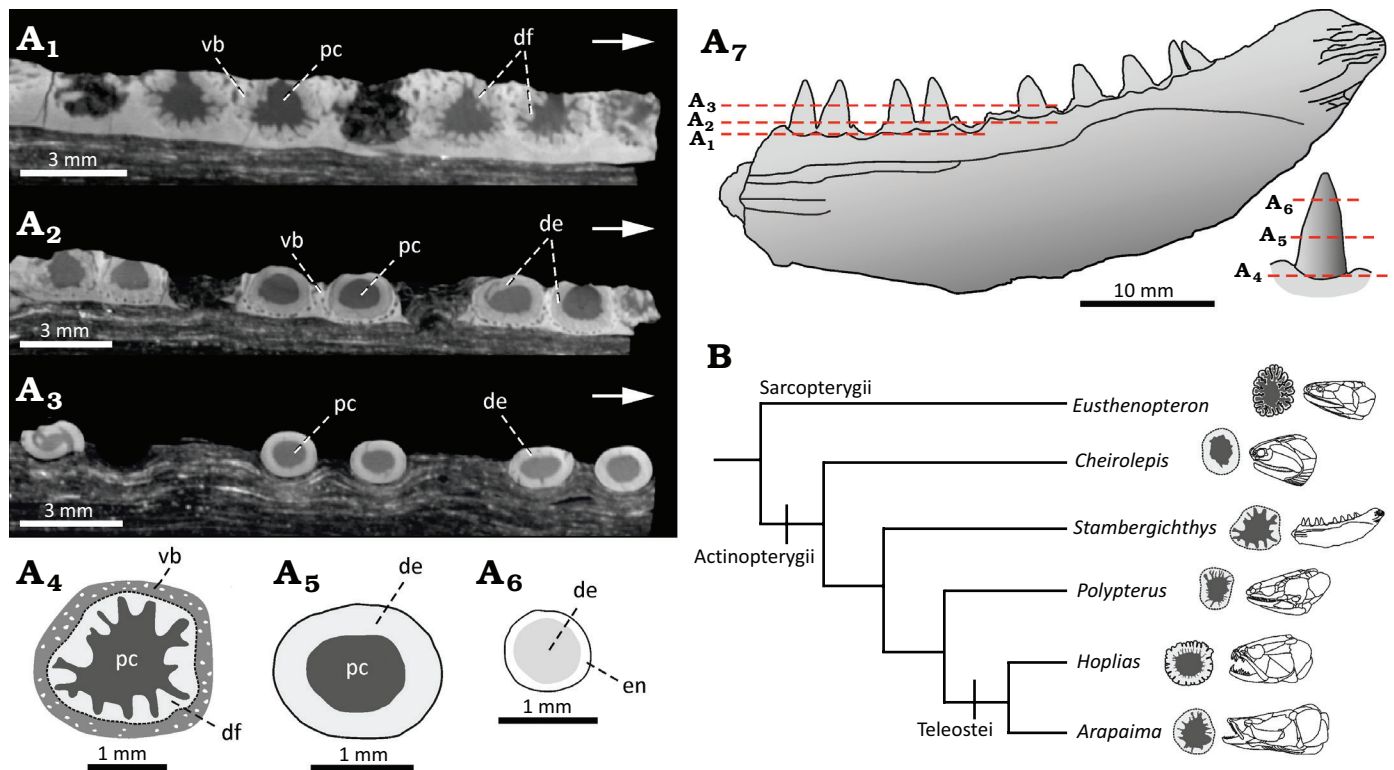 A1
vb
pc
df
3 mm
A2
vb
pc
de
3 mm
A3
pc
de
3 mm
A4
vb
pc
df
1 mm
A5
de
pc
1 mm
A6
de
en
1 mm
A7
A3
A2
A1
10 mm
A6
A5
A4
B
Sarcopterygii
Eusthenopteron
Cheirolepis
Actinopterygii
Stambergichthys
Polypterus
Hoplias
Teleostei
Arapaima